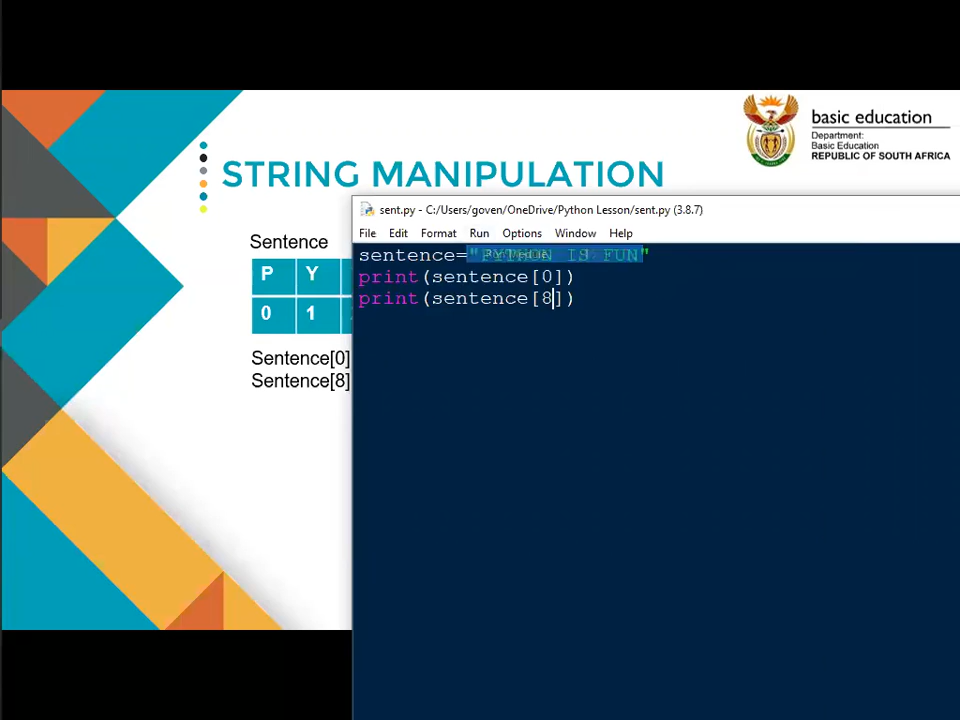 basic education
Department:
Basic Education
REPUBLIC OF SOUTH AFRICA
STRING MANIPULATION
sent.py - C:/Users/goven/OneDrive/Python Lesson/sent.py (3.8.7)
File Edit Format Run Options Window Help
Sentence
P Y
0 1
Sentence[0]
Sentence[8]
sentence="PYTHON IS FUN"
print(sentence[0])
print(sentence[8])